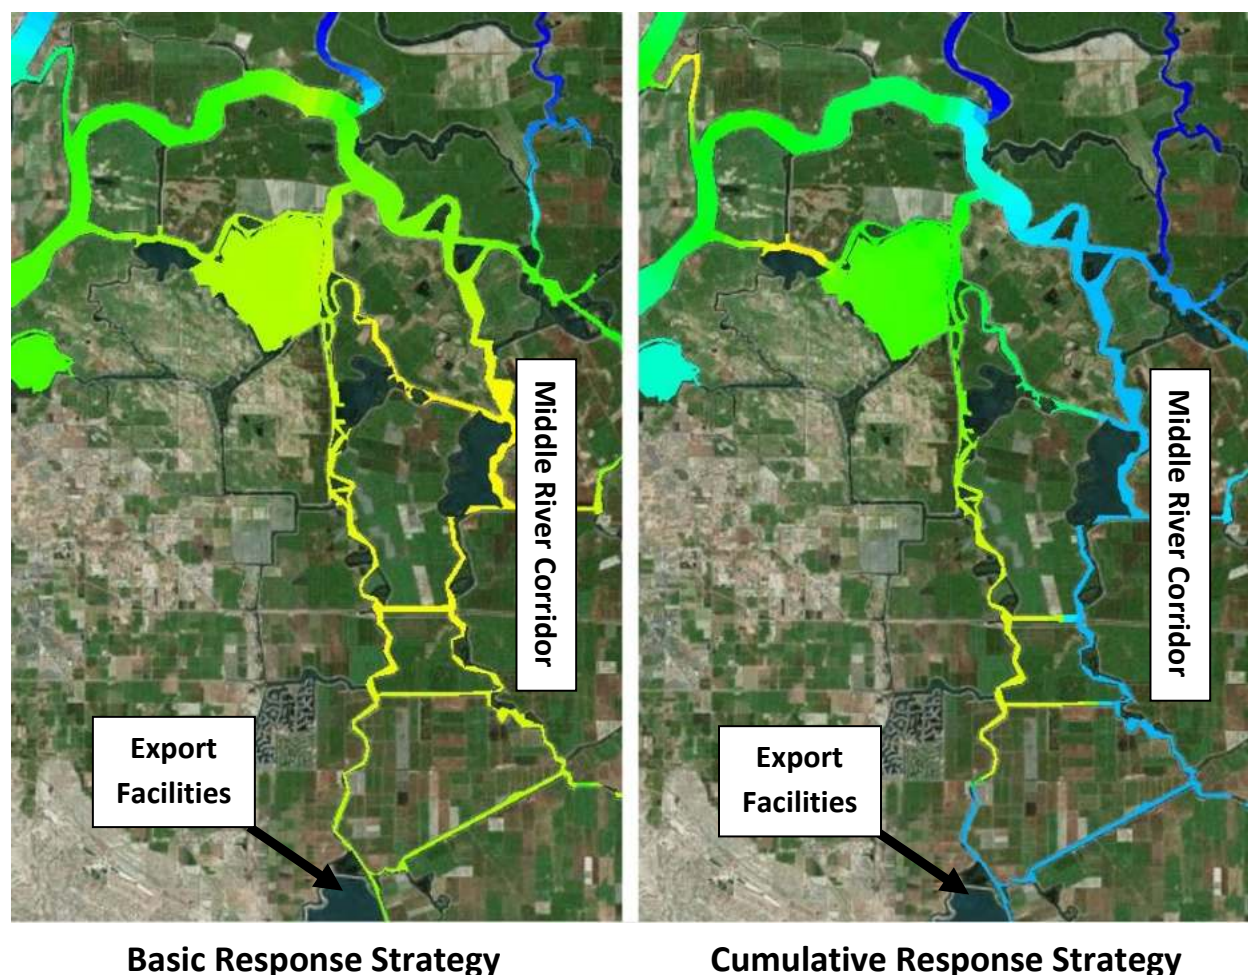 Middle River Corridor
Middle River Corridor
Export
Facilities
Export
Facilities
Basic Response Strategy
Cumulative Response Strategy